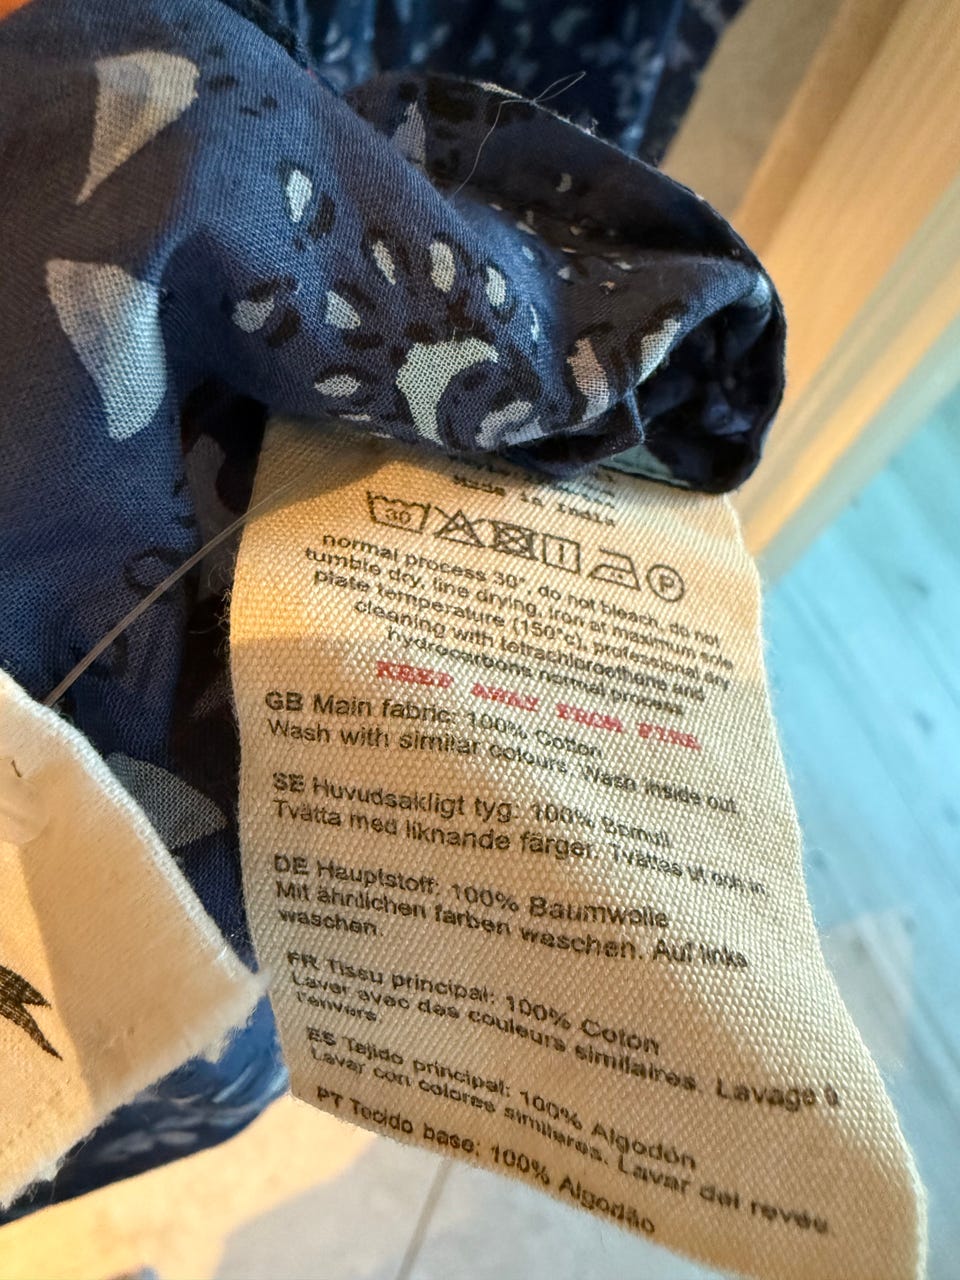 Made in India
30
P
normal process 30°, do not bleach, do not
tumble dry, line drying, iron at maximum sole
plate temperature (150°c), professional dry
cleaning with tetrachlproethene and
hydrocarbons normal process
KEEP AWAY FROM FIRE
GB Main fabric: 100% Cotton
Wash with similar colours. Wash inside out.
SE Huvudsakligt tyg: 100% Bomull
Tvätta med liknande färger. Tvättas ut och in.
DE Hauptstoff: 100% Baumwolle
Mit ähnlichen farben waschen. Auf links
waschen.
FR Tissu principal: 100% Coton
Laver avec des couleurs similaires. Lavage à
l'envers.
ES Tejido principal: 100% Algodón
Lavar con colores similares. Lavar del revés
PT Tecido base: 100% Algodão